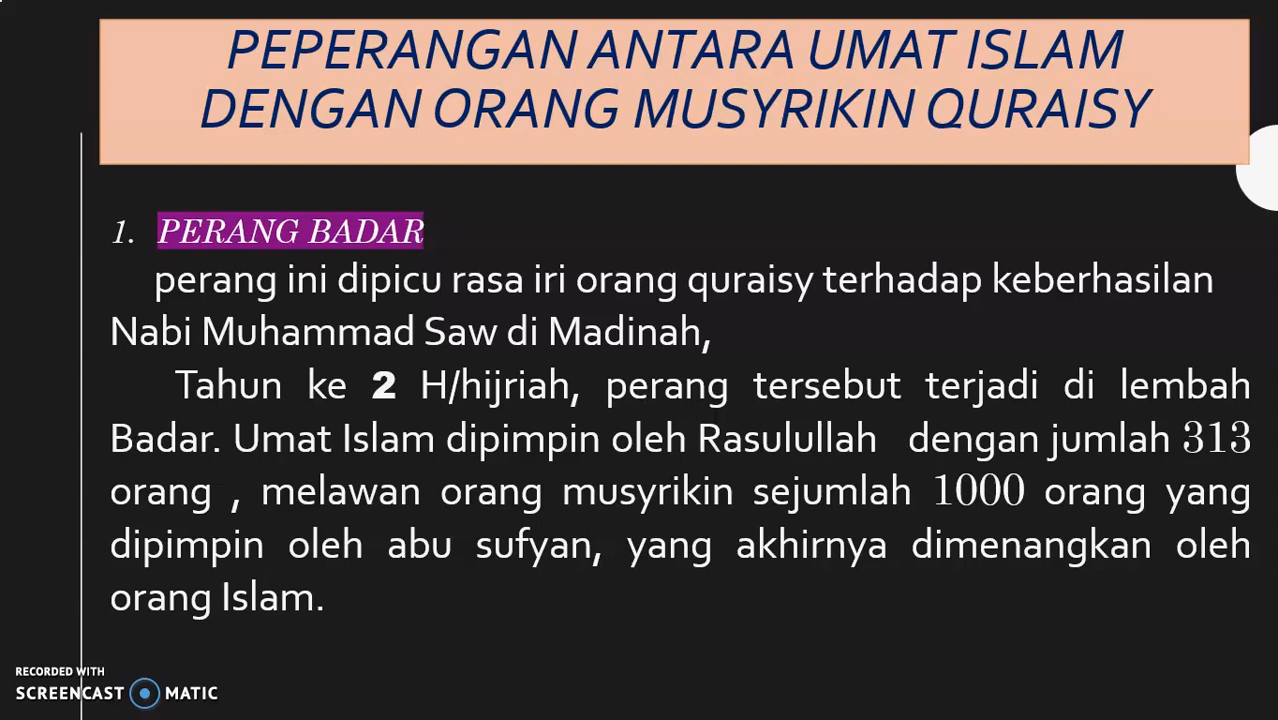 PEPERANGAN ANTARA UMAT ISLAM
DENGAN ORANG MUSYRIKIN QURAISY
1. PERANG BADAR
perang ini dipicu rasa iri orang quraisy terhadap keberhasilan
Nabi Muhammad Saw di Madinah,
Tahun ke 2 H/hijriah, perang tersebut terjadi di lembah
Badar. Umat Islam dipimpin oleh Rasulullah dengan jumlah 313
orang , melawan orang musyrikin sejumlah 1000 orang yang
dipimpin oleh abu sufyan, yang akhirnya dimenangkan oleh
orang Islam.
RECORDED WITH
SCREENCAST MATIC